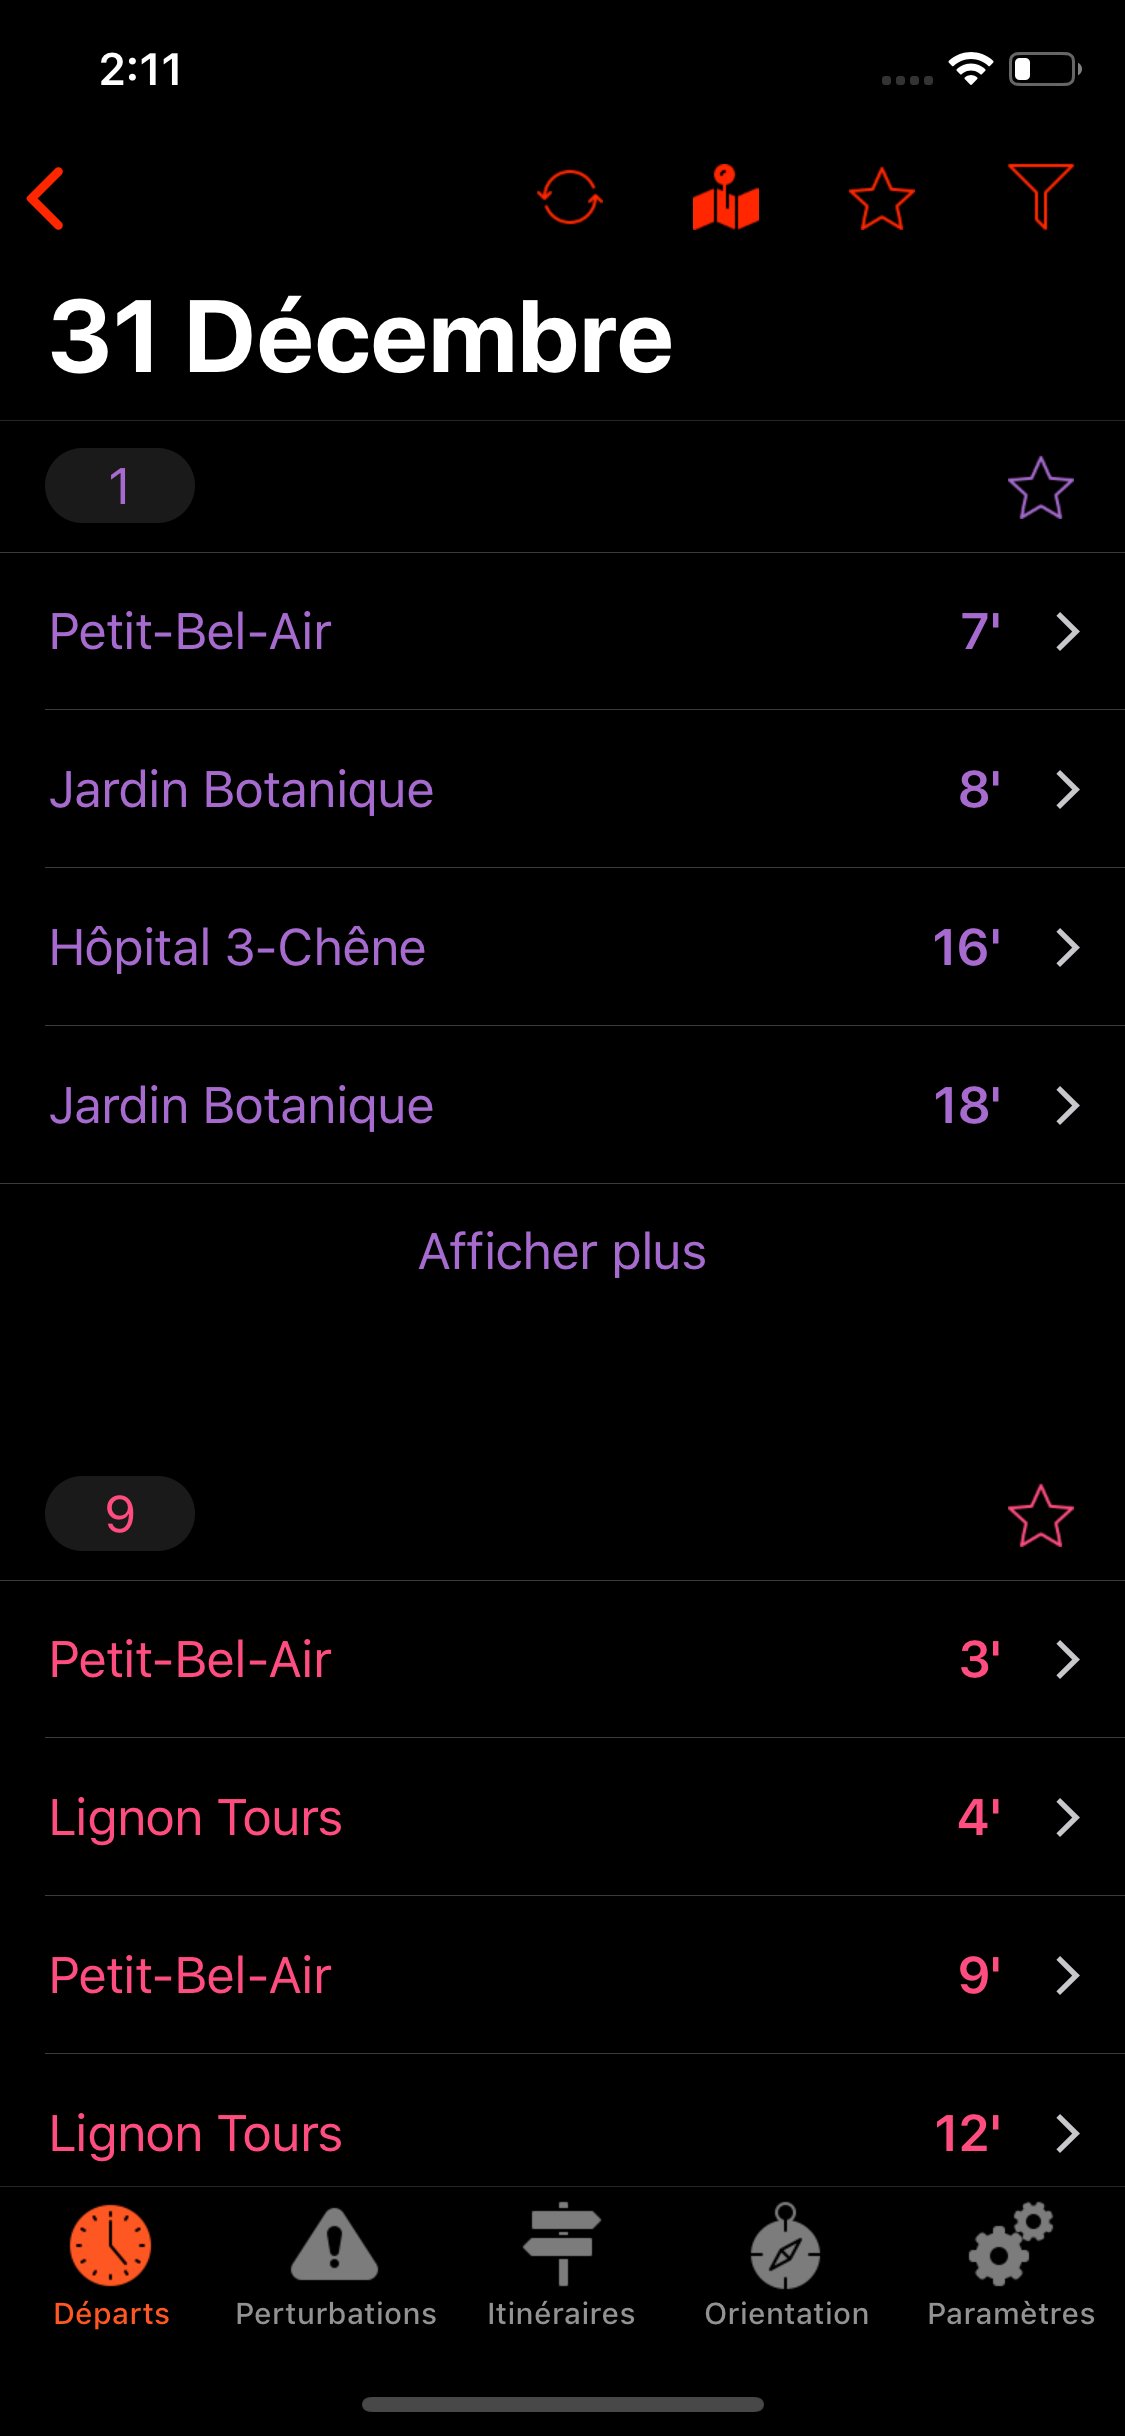 2:11
31 Décembre
1
Petit-Bel-Air 7'
Jardin Botanique 8'
Hôpital 3-Chêne 16'
Jardin Botanique 18'
Afficher plus
9
Petit-Bel-Air 3'
Lignon Tours 4'
Petit-Bel-Air 9'
Lignon Tours 12'
Départs Perturbations Itinéraires Orientation Paramètres